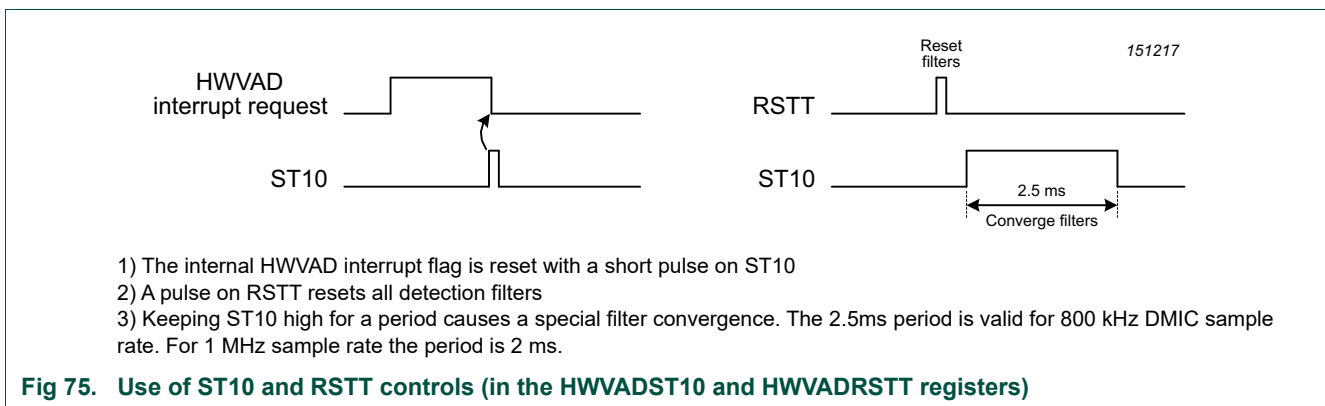 HWVAD
interrupt request
ST10
Reset
filters
151217
RSTT
ST10
2.5 ms
Converge filters
1) The internal HWVAD interrupt flag is reset with a short pulse on ST10
2) A pulse on RSTT resets all detection filters
3) Keeping ST10 high for a period causes a special filter convergence. The 2.5ms period is valid for 800 kHz DMIC sample
rate. For 1 MHz sample rate the period is 2 ms.
Fig 75. Use of ST10 and RSTT controls (in the HWVADST10 and HWVADRSTT registers)